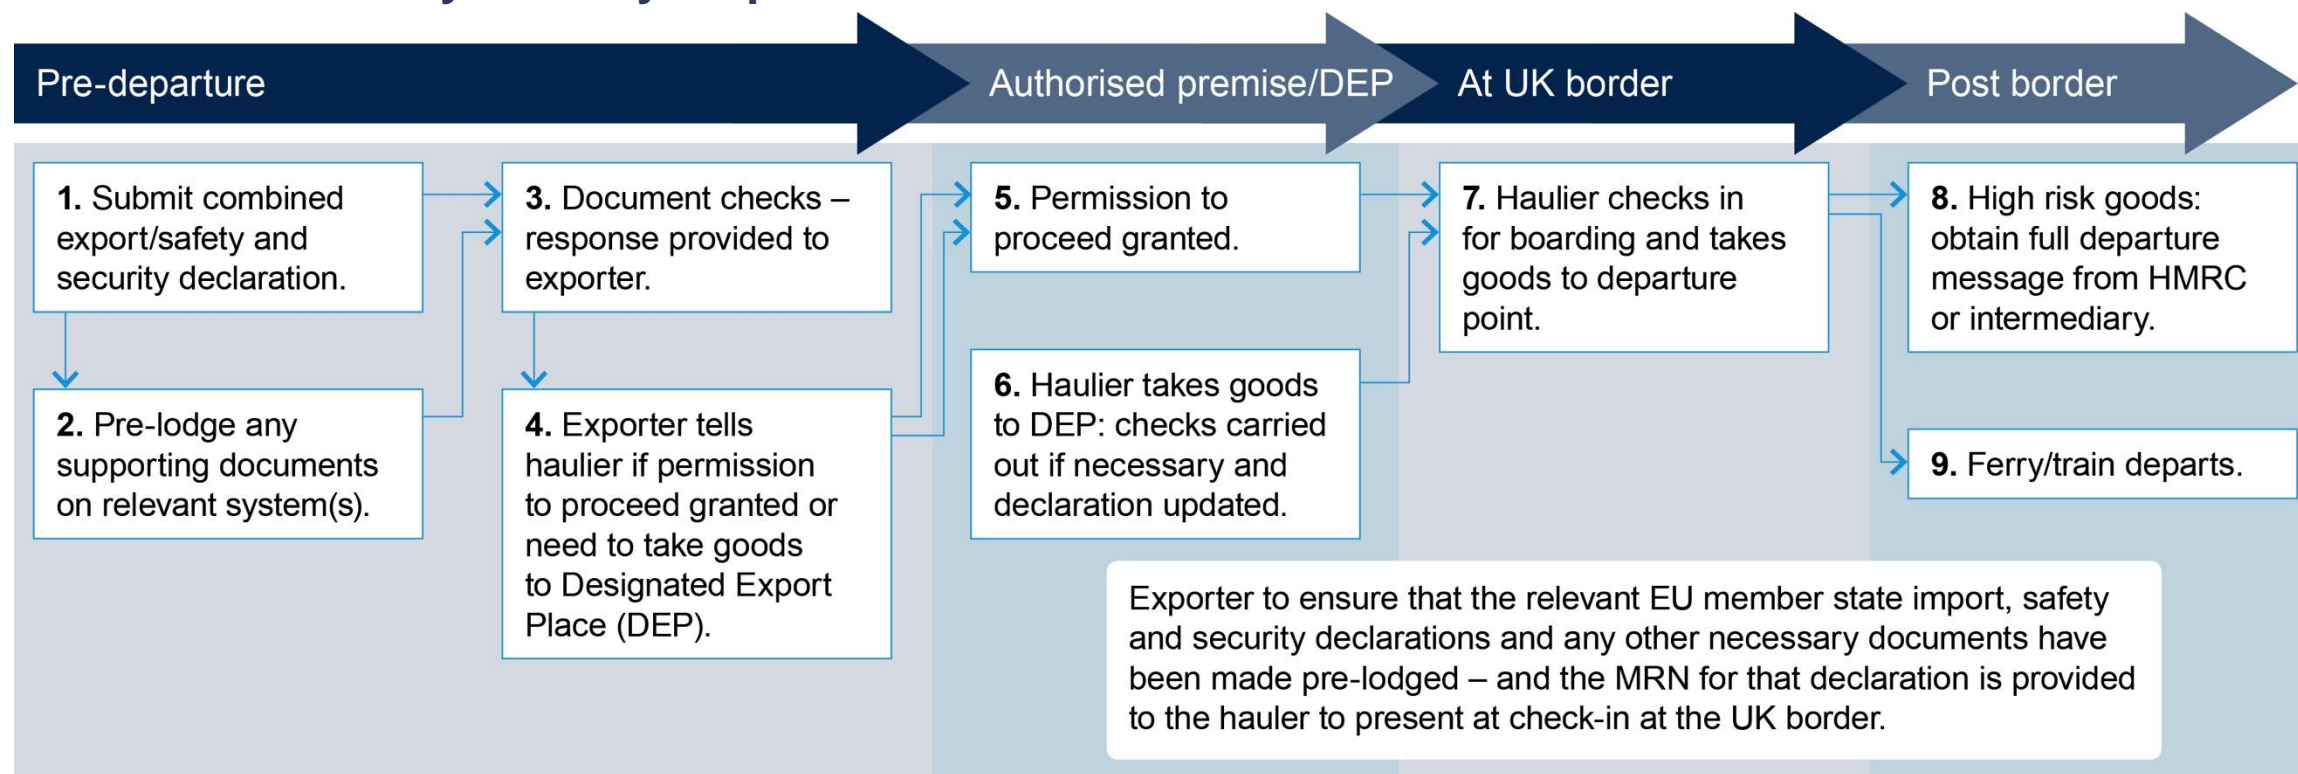 Pre-departure
Authorised premise/DEP
At UK border
Post border
1. Submit combined
export/safety and
security declaration.
2. Pre-lodge any
supporting documents
on relevant system(s).
3. Document checks –
response provided to
exporter.
4. Exporter tells
haulier if permission
to proceed granted or
need to take goods
to Designated Export
Place (DEP).
5. Permission to
proceed granted.
6. Haulier takes goods
to DEP: checks carried
out if necessary and
declaration updated.
7. Haulier checks in
for boarding and takes
goods to departure
point.
8. High risk goods:
obtain full departure
message from HMRC
or intermediary.
9. Ferry/train departs.
Exporter to ensure that the relevant EU member state import, safety
and security declarations and any other necessary documents have
been made pre-lodged – and the MRN for that declaration is provided
to the hauler to present at check-in at the UK border.